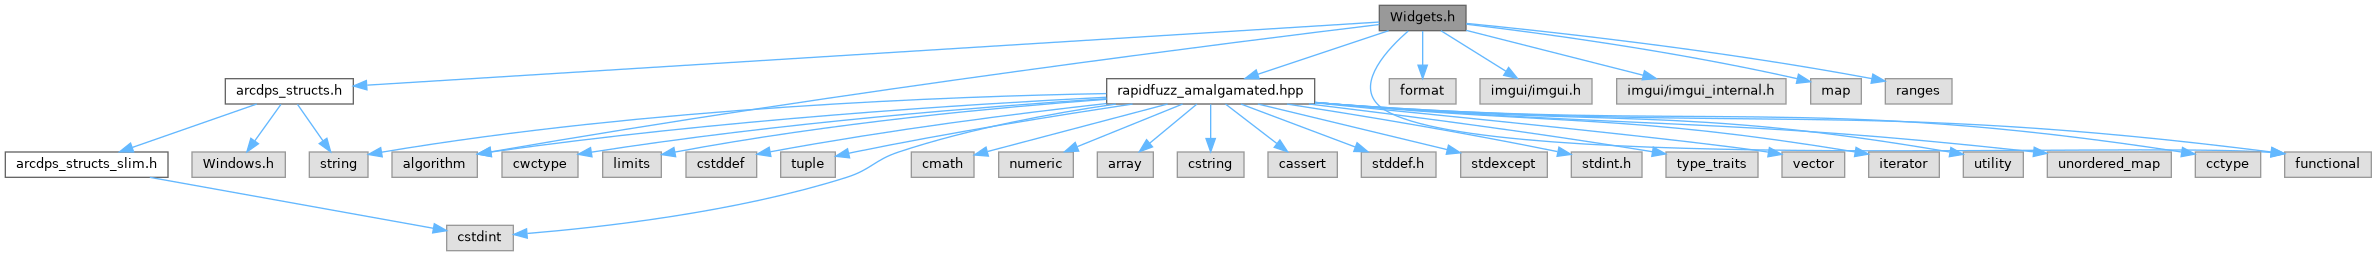 Widgets.h
arcdps_structs.h
rapidfuzz_amalgamated.hpp
format
imgui/imgui.h
imgui/imgui_internal.h
map
ranges
arcdps_structs_slim.h
Windows.h
string
algorithm
cwctype
limits
cstddef
tuple
cmath
numeric
array
cstring
cassert
stddef.h
stdexcept
stdint.h
type_traits
vector
iterator
utility
unordered_map
cctype
functional
cstdint